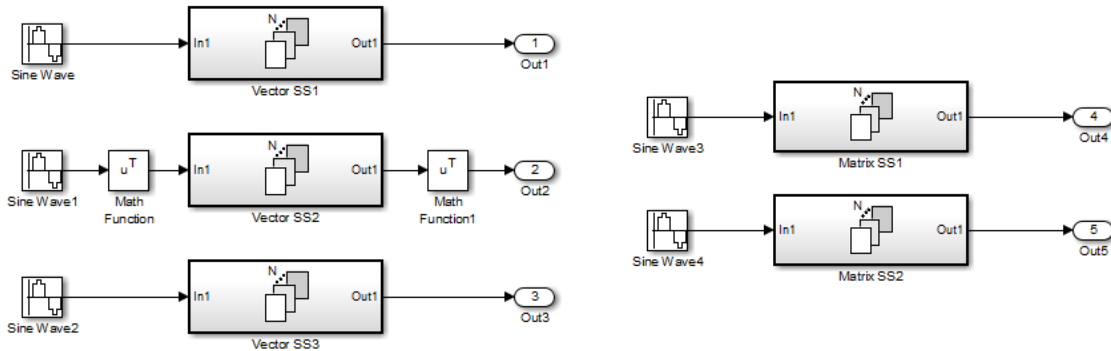 N
In1
Out1
1
Sine Wave
Vector SS1
Out1
N
In1
Out1
2
u^T
u^T
Sine Wave1
Math
Function
Vector SS2
Math
Function1
Out2
N
In1
Out1
3
Sine Wave2
Vector SS3
Out3
N
In1
Out1
4
Sine Wave3
Matrix SS1
Out4
N
In1
Out1
5
Sine Wave4
Matrix SS2
Out5